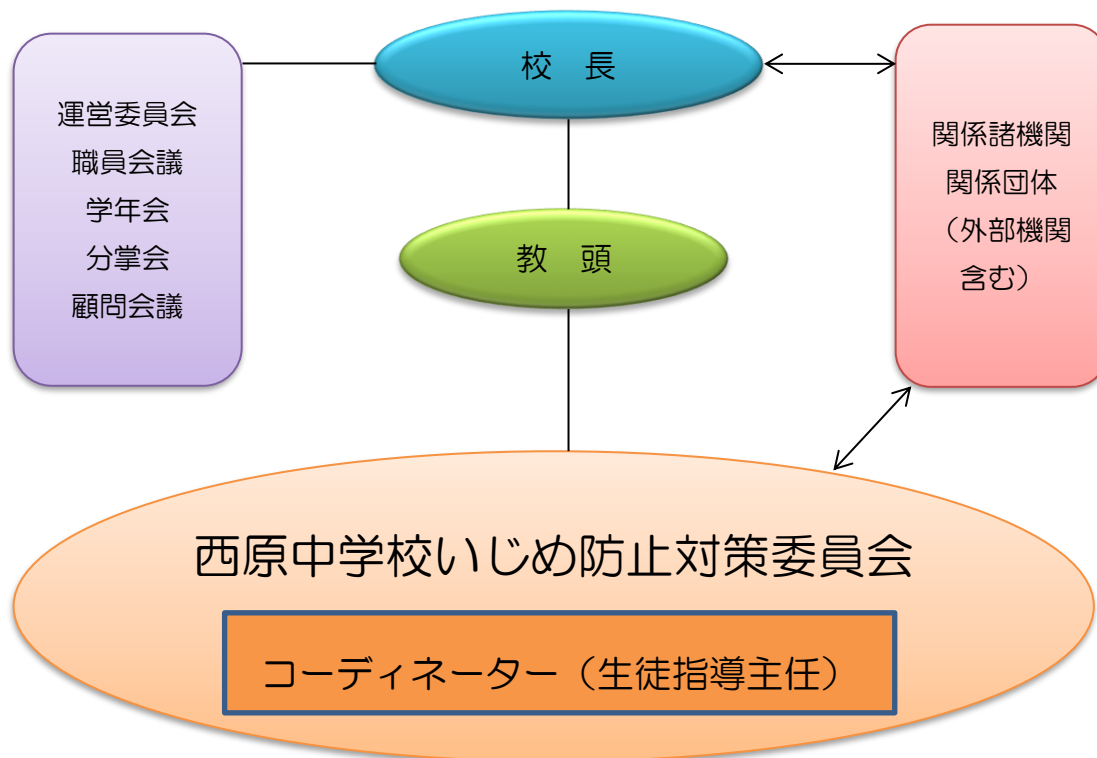 校　長
運営委員会
職員会議
学年会
分掌会
顧問会議
関係諸機関
関係団体
（外部機関
含む）
教　頭
西原中学校いじめ防止対策委員会
コーディネーター（生徒指導主任）